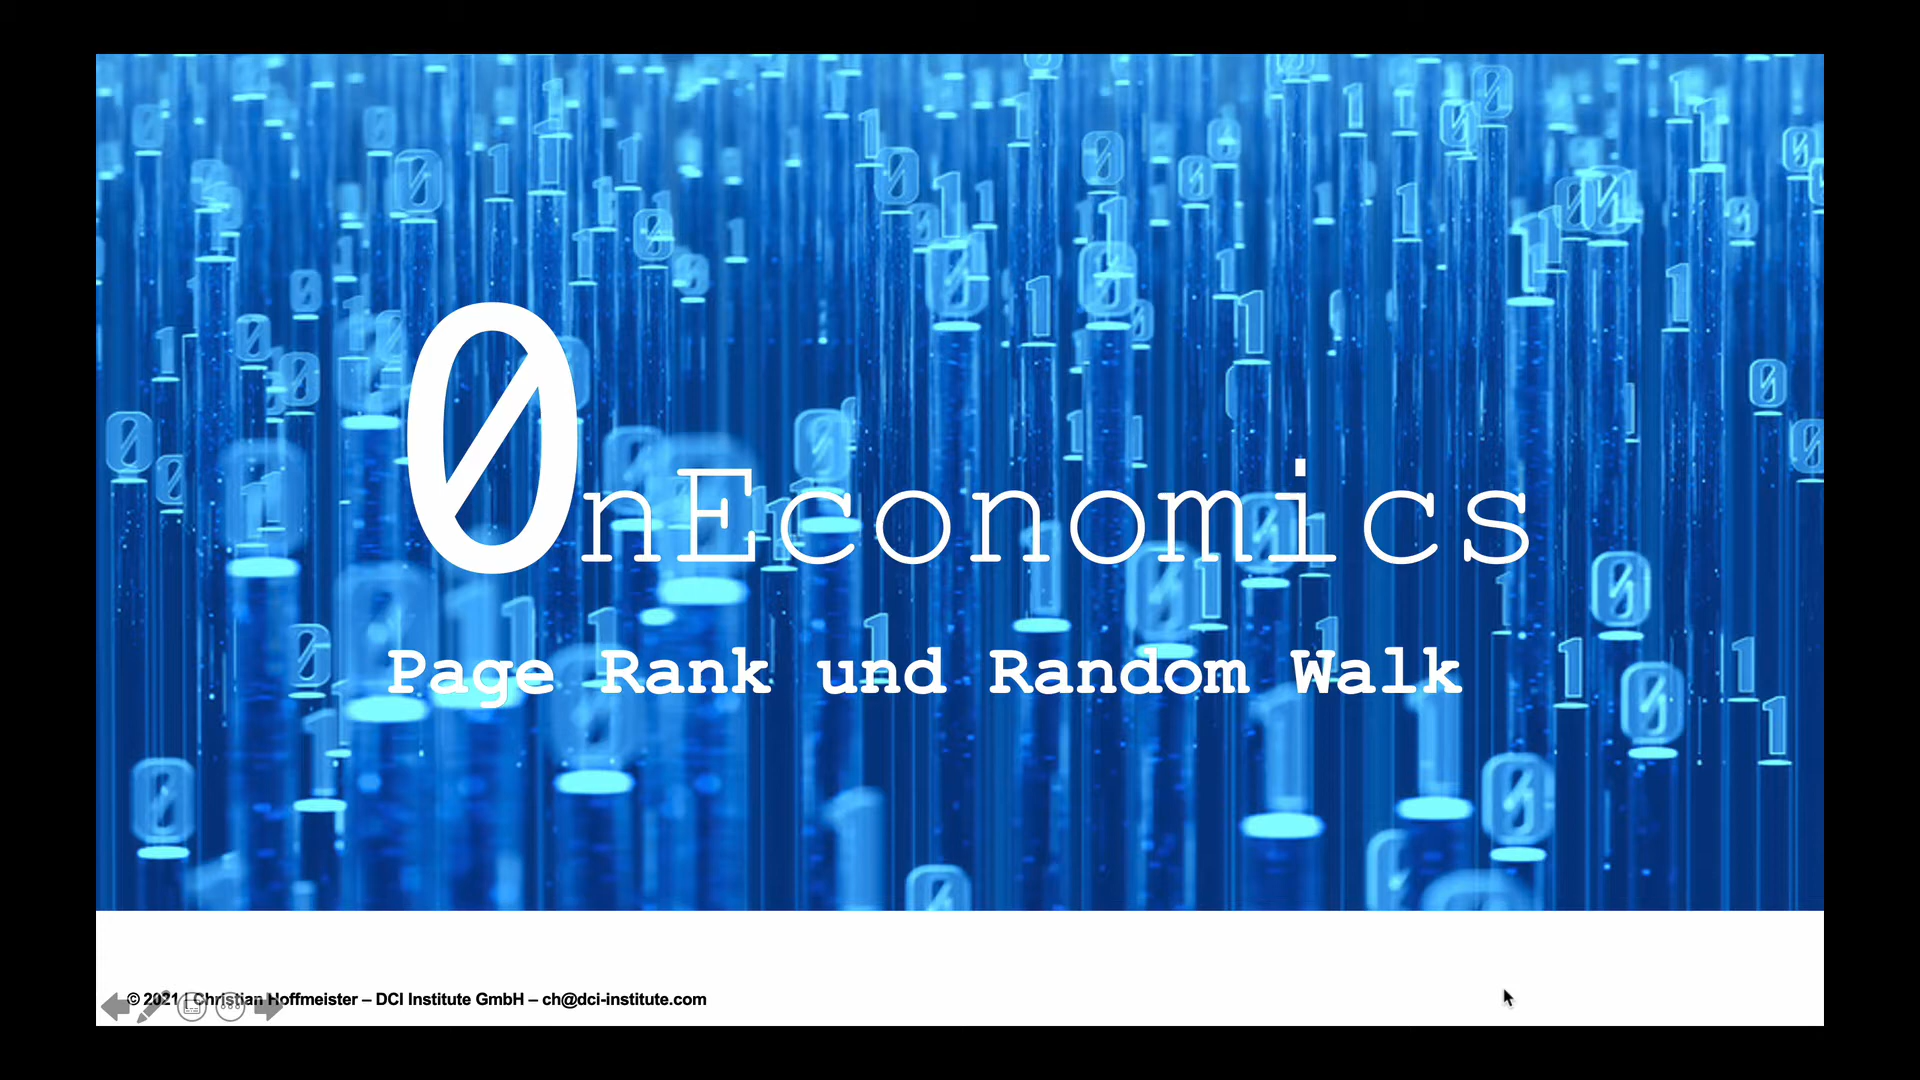 0nEconomics
Page Rank und Random Walk
© 2021 | Christian Hoffmeister – DCI Institute GmbH – ch@dci-institute.com